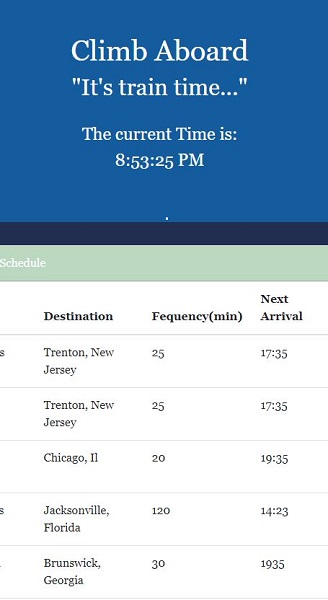 Climb Aboard
"It's train time..."
The current Time is:
8:53:25 PM
.
Schedule
Destination Fequency(min) Next Arrival
s Trenton, New Jersey 25 17:35
Trenton, New Jersey 25 17:35
Chicago, Il 20 19:35
s Jacksonville, Florida 120 14:23
Brunswick, Georgia 30 1935